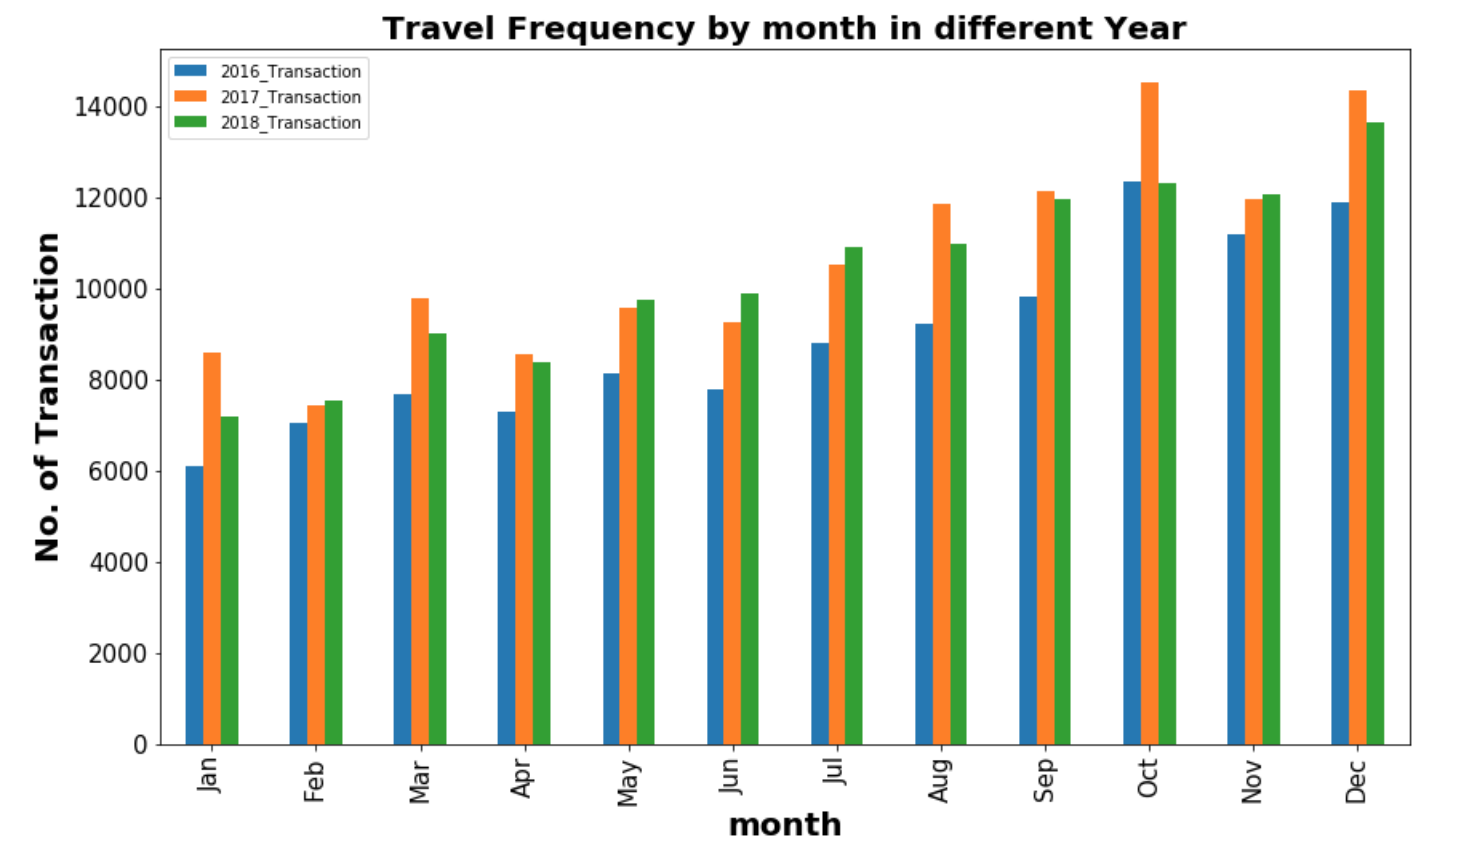 Travel Frequency by month in different Year
2016_Transaction
2017_Transaction
2018_Transaction
No. of Transaction
14000
12000
10000
8000
6000
4000
2000
0
Jan
Feb
Mar
Apr
May
Jun
Jul
Aug
Sep
Oct
Nov
Dec
month